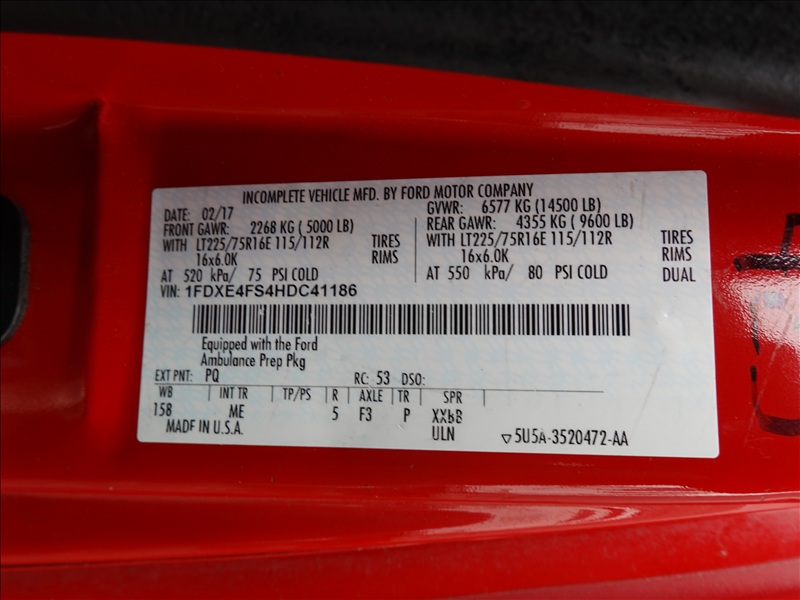 INCOMPLETE VEHICLE MFD. BY FORD MOTOR COMPANY
DATE: 02/17 GVWR: 6577 KG (14500 LB)
FRONT GAWR: 2268 KG ( 5000 LB) REAR GAWR: 4355 KG ( 9600 LB)
WITH LT225/75R16E 115/112R TIRES WITH LT225/75R16E 115/112R TIRES
16x6.0K RIMS 16x6.0K RIMS
AT 520 kPa/ 75 PSI COLD AT 550 kPa/ 80 PSI COLD DUAL
VIN: 1FDXE4FS4HDC41186
Equipped with the Ford
Ambulance Prep Pkg
EXT PNT: PQ RC: 53 DSO:
WB INT TR TP/PS R AXLE TR SPR
158 ME 5 F3 P
MADE IN U.S.A. ULN ▽5U5A-3520472-AA